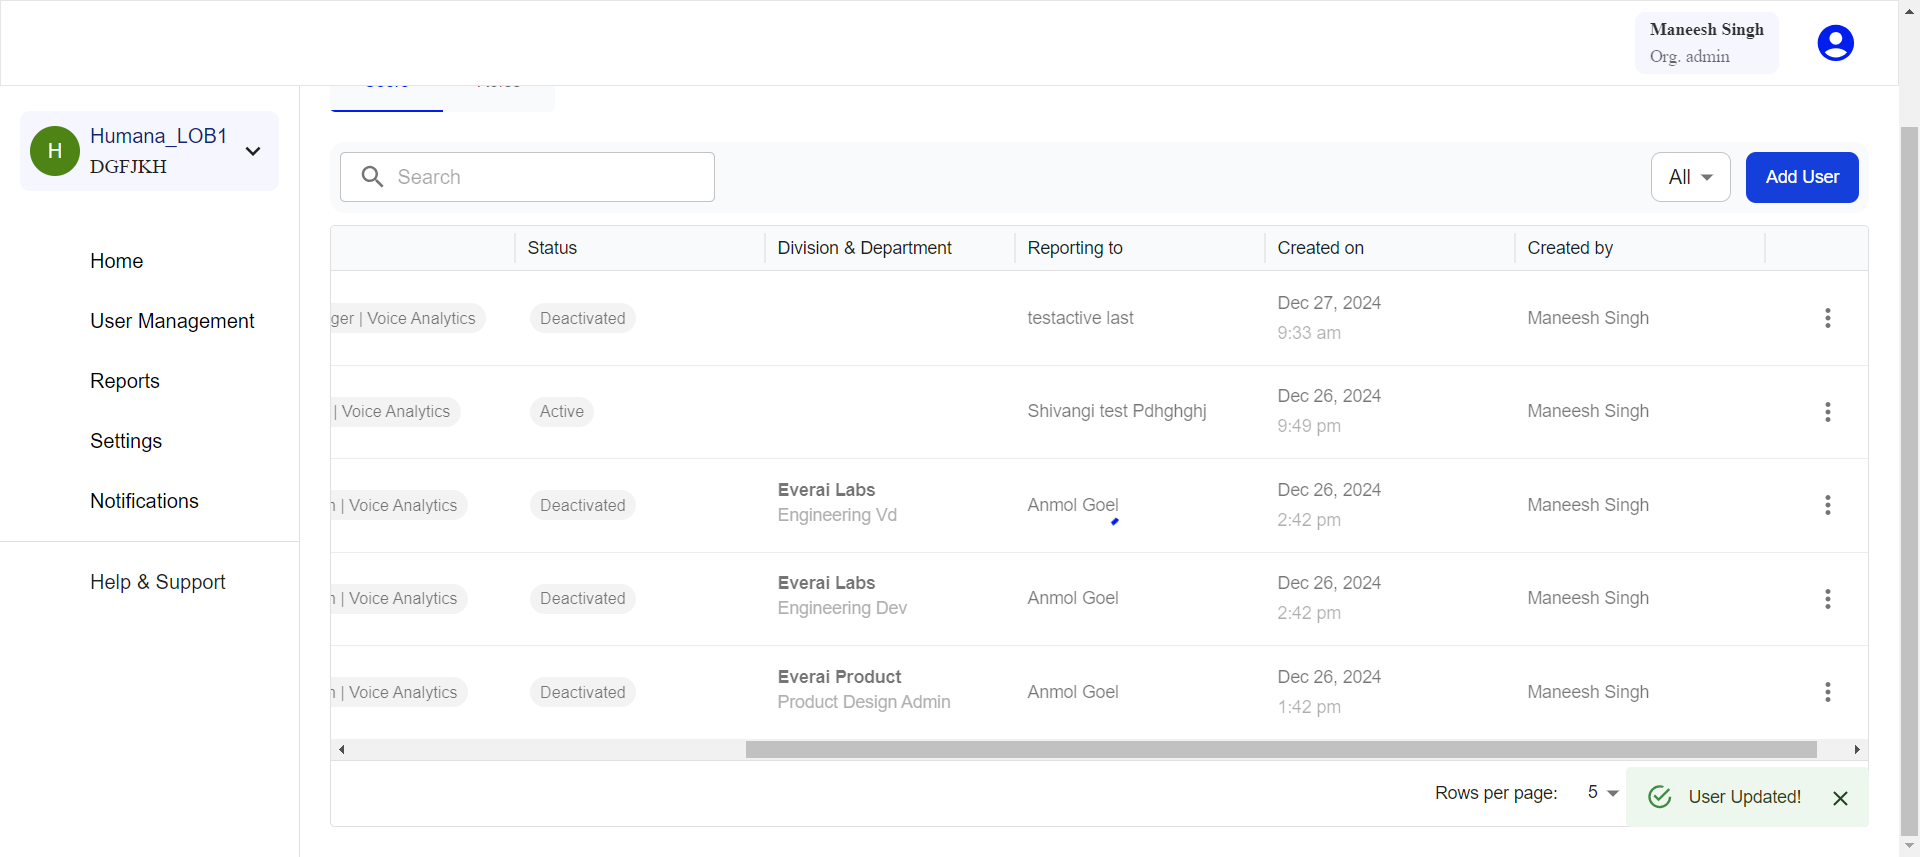 Maneesh Singh
Org. admin
H
Humana_LOB1
DGFJKH
Home
User Management
Reports
Settings
Notifications
Help & Support
Search
All
Add User
Status
Division & Department
Reporting to
Created on
Created by
| Voice Analytics
Deactivated
testactive last
Dec 27, 2024
9:33 am
Maneesh Singh
| Voice Analytics
Active
Shivangi test Pdhghghj
Dec 26, 2024
9:49 pm
Maneesh Singh
| Voice Analytics
Deactivated
Everai Labs
Engineering Vd
Anmol Goel
Dec 26, 2024
2:42 pm
Maneesh Singh
| Voice Analytics
Deactivated
Everai Labs
Engineering Dev
Anmol Goel
Dec 26, 2024
2:42 pm
Maneesh Singh
| Voice Analytics
Deactivated
Everai Product
Product Design Admin
Anmol Goel
Dec 26, 2024
1:42 pm
Maneesh Singh
Rows per page:
5
User Updated!